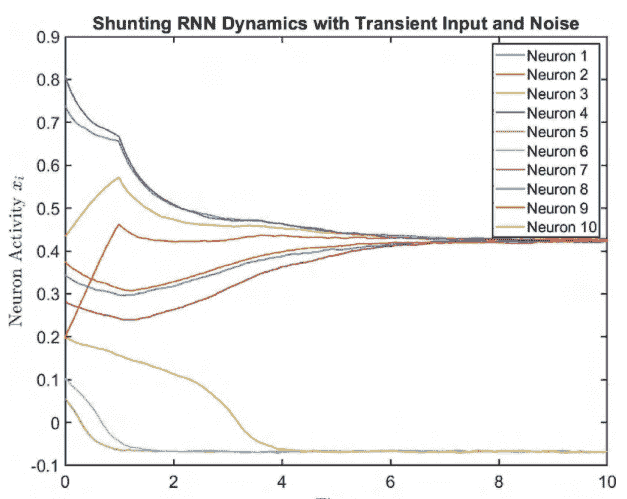 Shunting RNN Dynamics with Transient Input and Noise
0.9
0.8
0.7
0.6
0.5
0.4
0.3
0.2
0.1
0
-0.1
Neuron Activity xᵢ
Neuron 1
Neuron 2
Neuron 3
Neuron 4
Neuron 5
Neuron 6
Neuron 7
Neuron 8
Neuron 9
Neuron 10
0 2 4 6 8 10